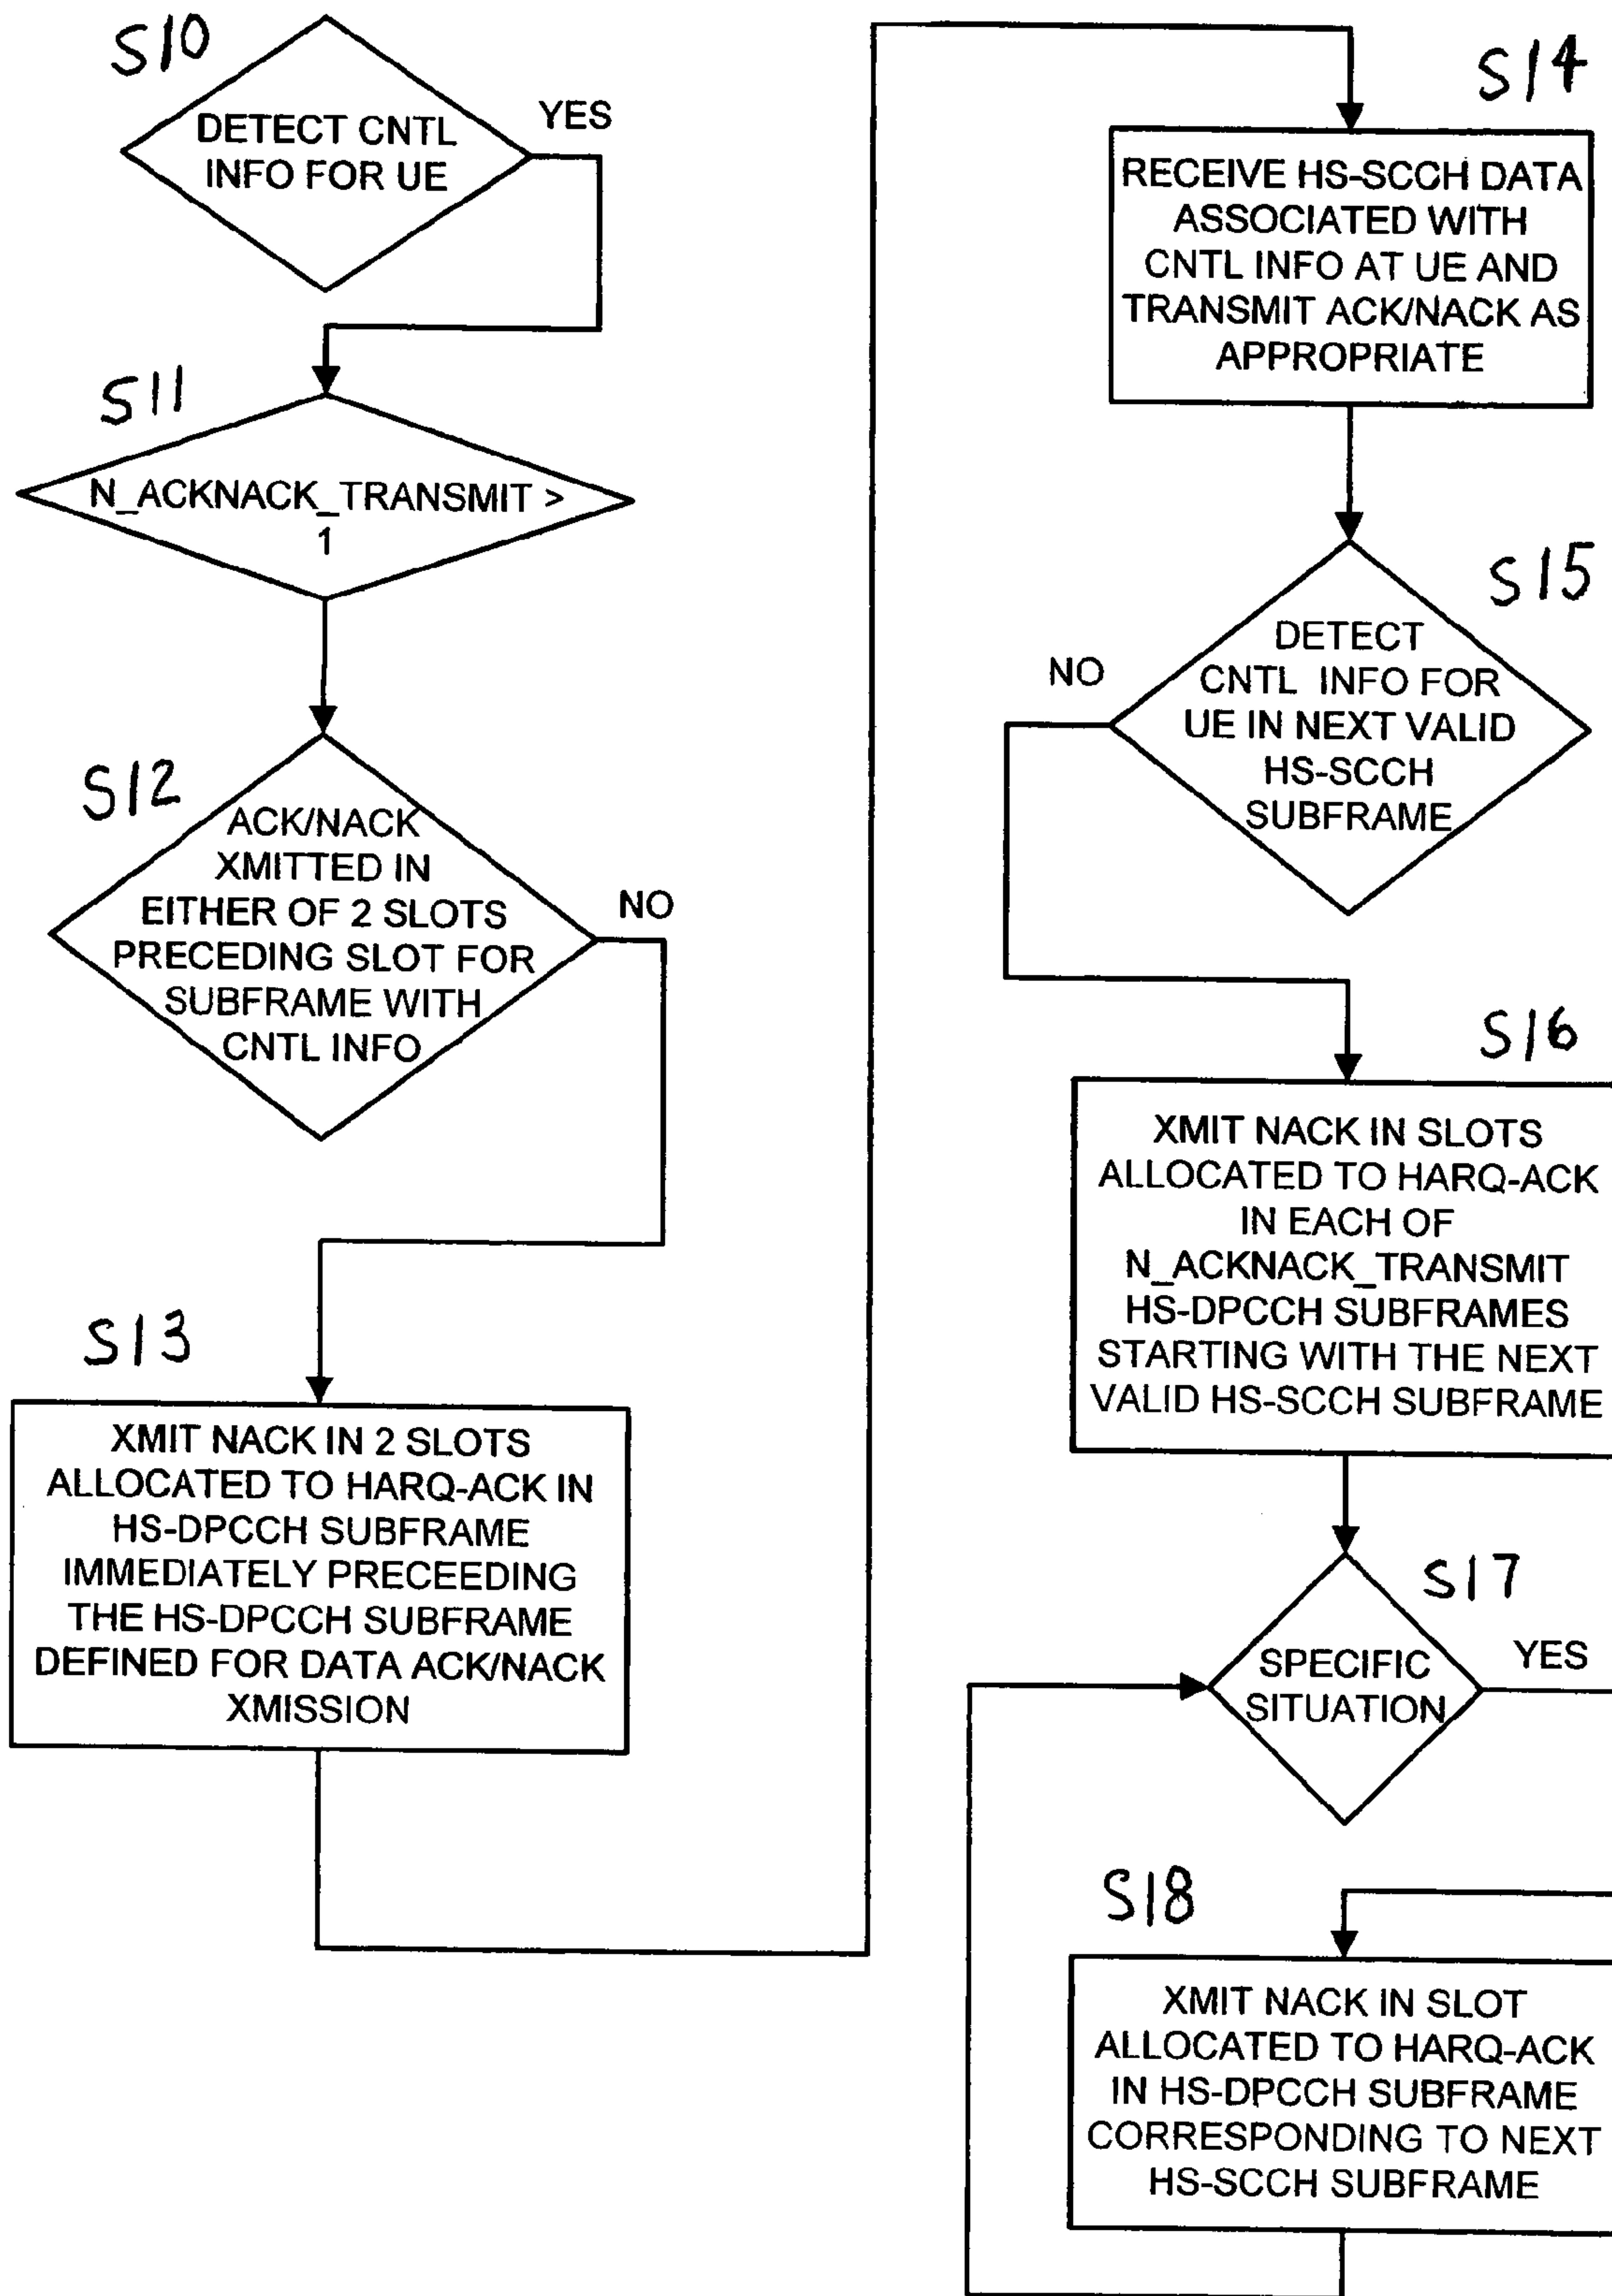 S10
DETECT CNTL
INFO FOR UE
YES
S11
N_ACKNACK_TRANSMIT >
1
S12
ACK/NACK
XMITTED IN
EITHER OF 2 SLOTS
PRECEDING SLOT FOR
SUBFRAME WITH
CNTL INFO
NO
S13
XMIT NACK IN 2 SLOTS
ALLOCATED TO HARQ-ACK IN
HS-DPCCH SUBFRAME
IMMEDIATELY PRECEEDING
THE HS-DPCCH SUBFRAME
DEFINED FOR DATA ACK/NACK
XMISSION
S14
RECEIVE HS-SCCH DATA
ASSOCIATED WITH
CNTL INFO AT UE AND
TRANSMIT ACK/NACK AS
APPROPRIATE
S15
DETECT
CNTL INFO FOR
UE IN NEXT VALID
HS-SCCH
SUBFRAME
NO
S16
XMIT NACK IN SLOTS
ALLOCATED TO HARQ-ACK
IN EACH OF
N_ACKNACK_TRANSMIT
HS-DPCCH SUBFRAMES
STARTING WITH THE NEXT
VALID HS-SCCH SUBFRAME
S17
SPECIFIC
SITUATION
YES
S18
XMIT NACK IN SLOT
ALLOCATED TO HARQ-ACK
IN HS-DPCCH SUBFRAME
CORRESPONDING TO NEXT
HS-SCCH SUBFRAME